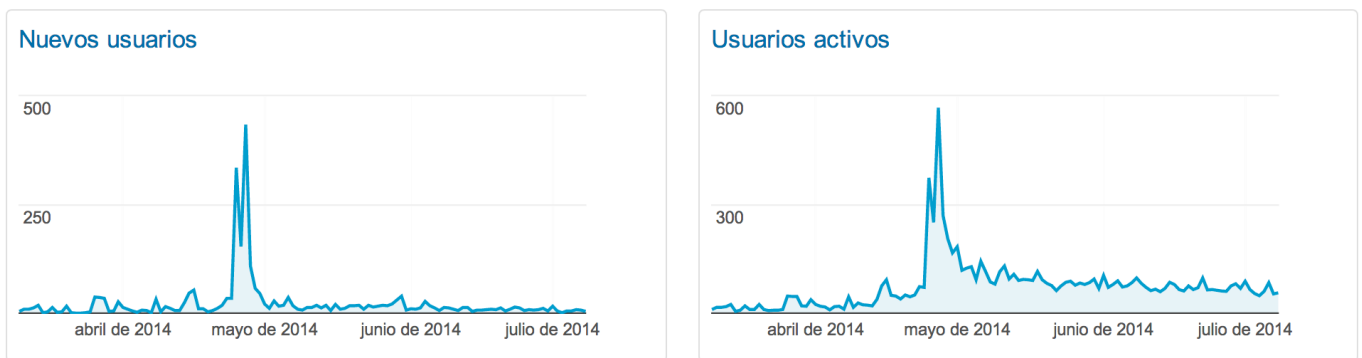 Nuevos usuarios
500
250
abril de 2014 mayo de 2014 junio de 2014 julio de 2014
Usuarios activos
600
300
abril de 2014 mayo de 2014 junio de 2014 julio de 2014